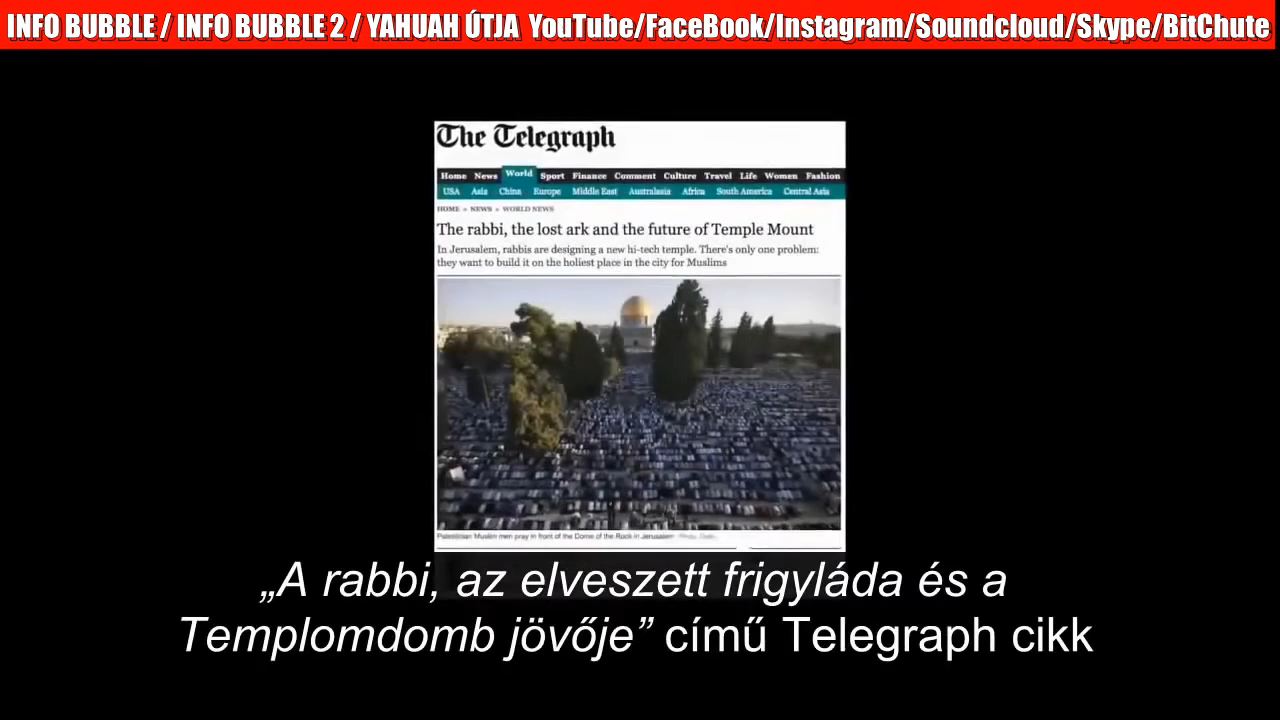 INFO BUBBLE / INFO BUBBLE 2 / YAHUAH ÚTJA YouTube/FaceBook/Instagram/Soundcloud/Skype/BitChute
The Telegraph
Home News World Sport Finance Comment Culture Travel Life Women Fashion
USA Asia China Europe Middle East Australasia Africa South America Central Asia
HOME » NEWS » WORLD NEWS
The rabbi, the lost ark and the future of Temple Mount
In Jerusalem, rabbis are designing a new hi-tech temple. There's only one problem:
they want to build it on the holiest place in the city for Muslims
Palestinian Muslim men pray in front of the Dome of the Rock in Jerusalem
„A rabbi, az elveszett frigyláda és a
Templomdomb jövője” című Telegraph cikk